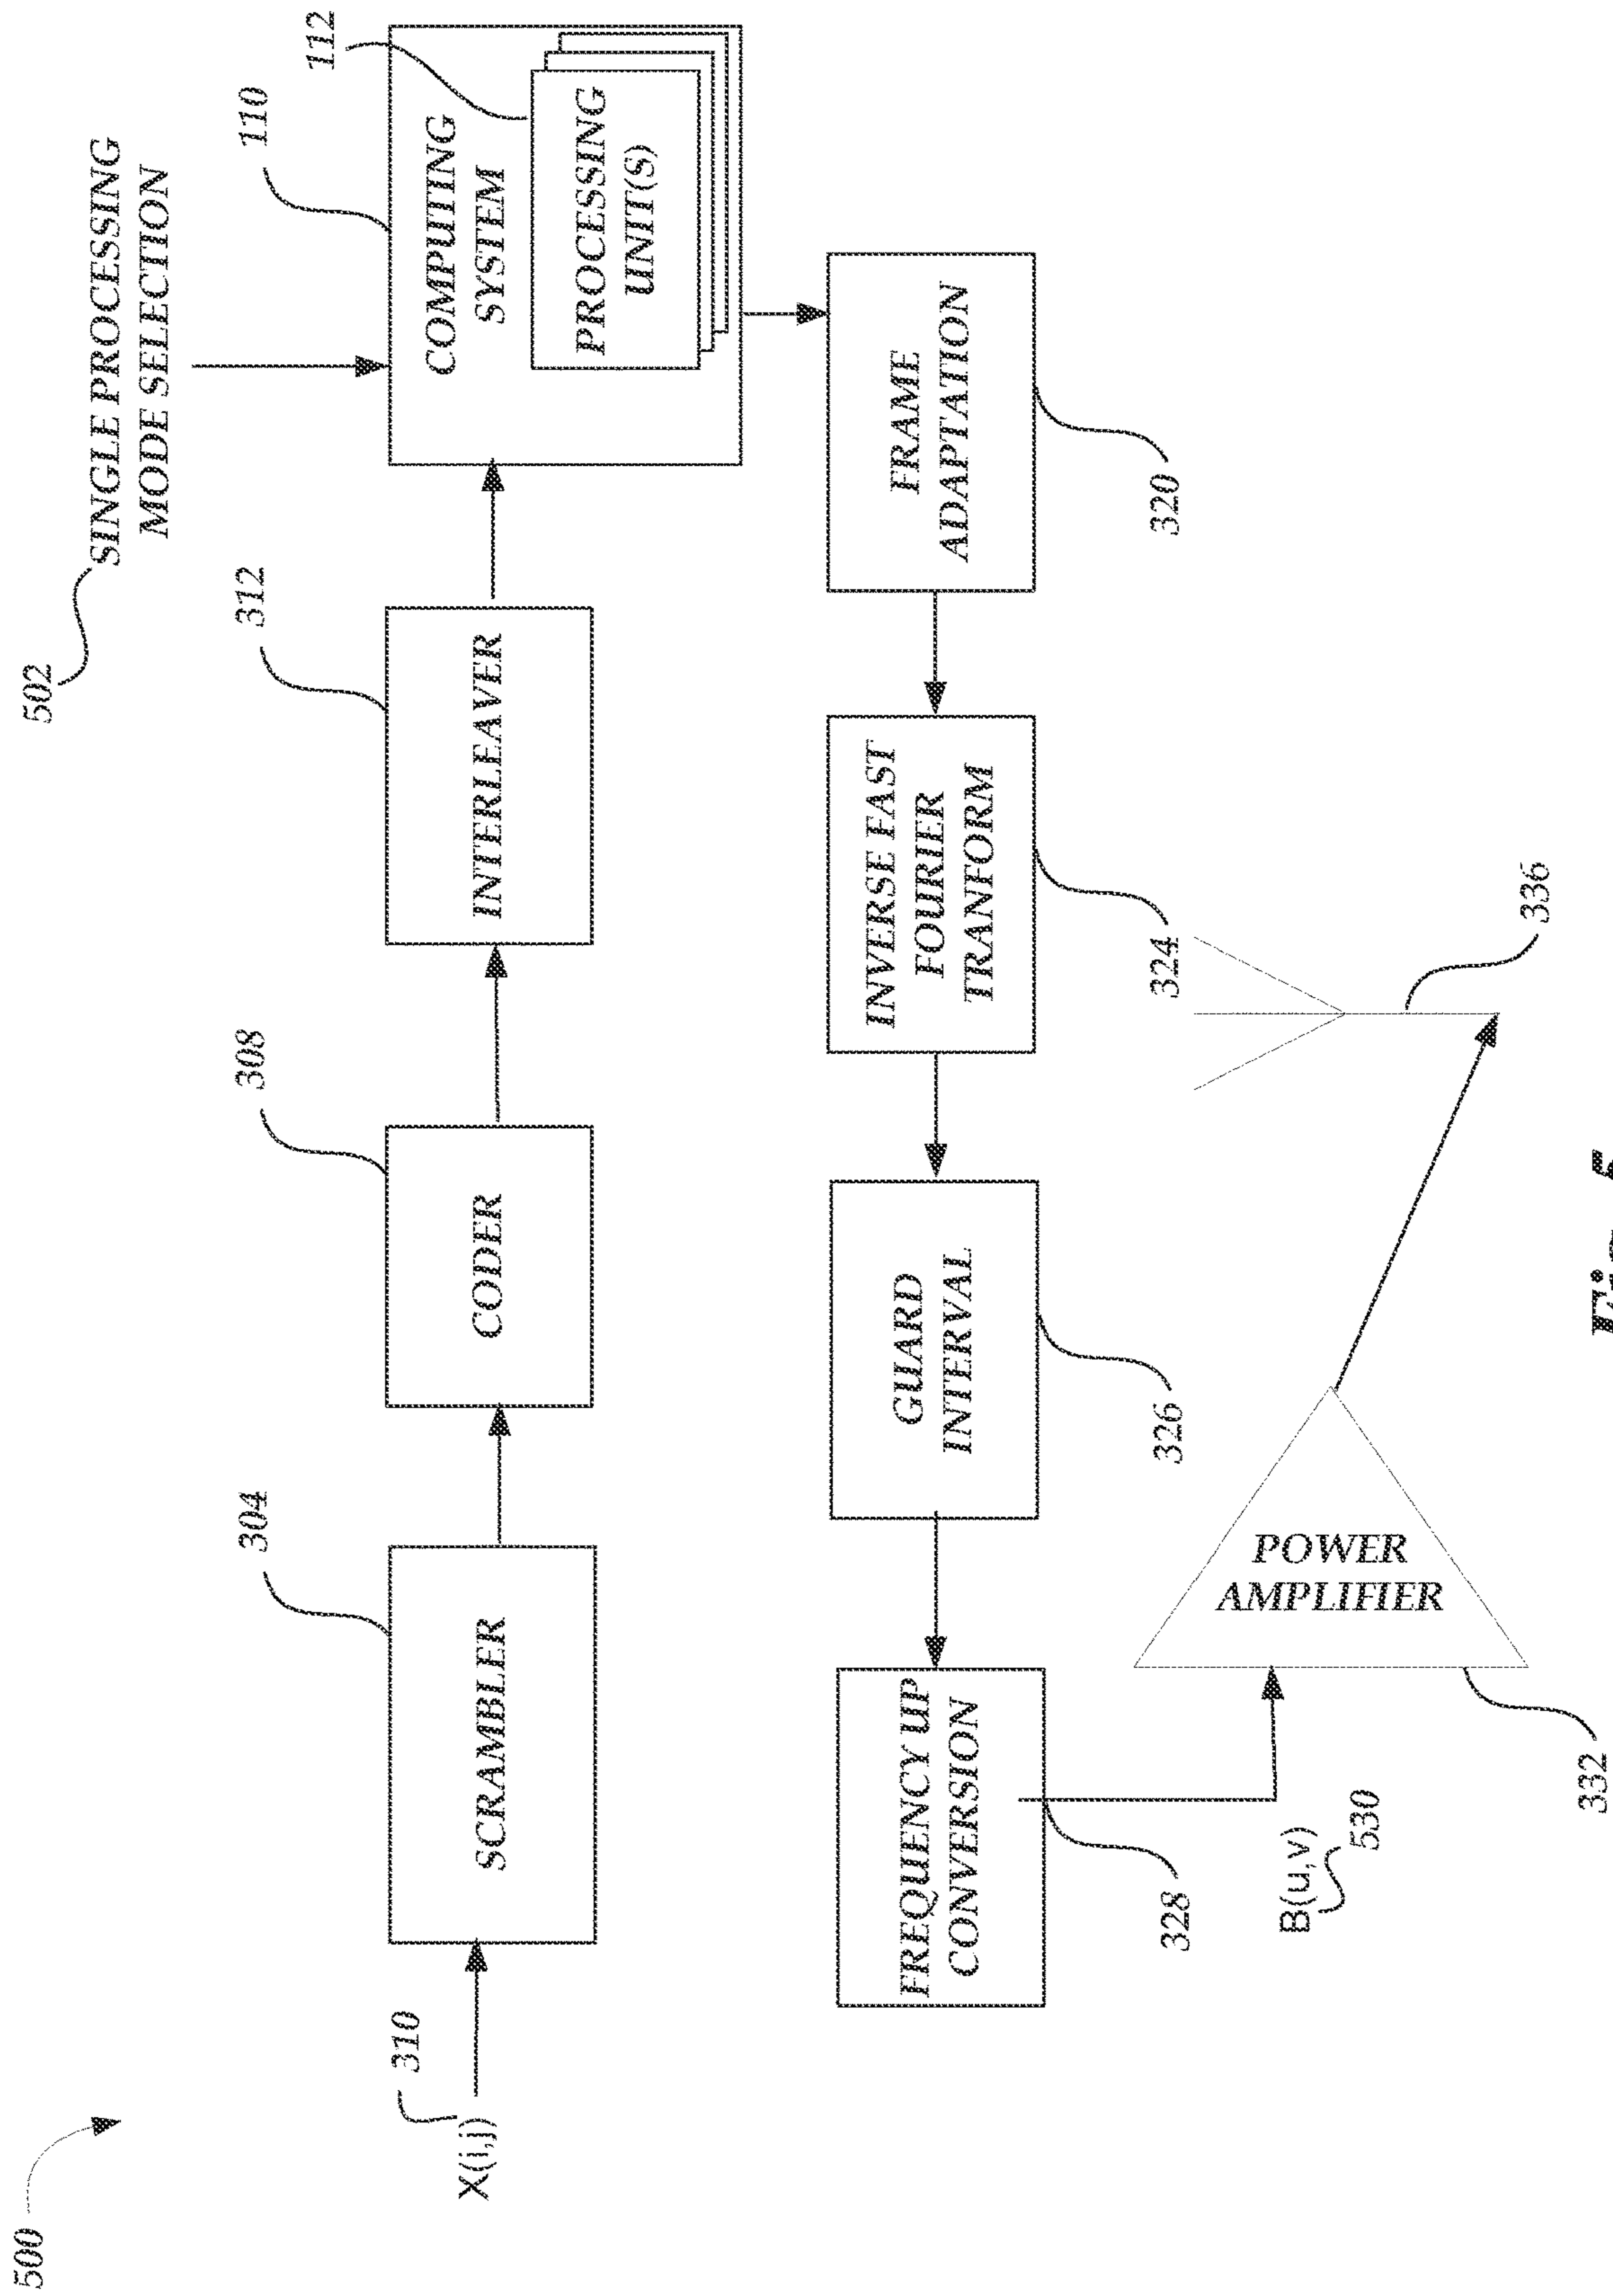 500
502
SINGLE PROCESSING
MODE SELECTION
X(i,j)
310
304
SCRAMBLER
308
CODER
312
INTERLEAVER
110
COMPUTING
SYSTEM
112
PROCESSING
UNIT(S)
FREQUENCY UP
CONVERSION
328
GUARD
INTERVAL
326
INVERSE FAST
FOURIER
TRANFORM
324
FRAME
ADAPTATION
320
B(u,v)
530
POWER
AMPLIFIER
332
336